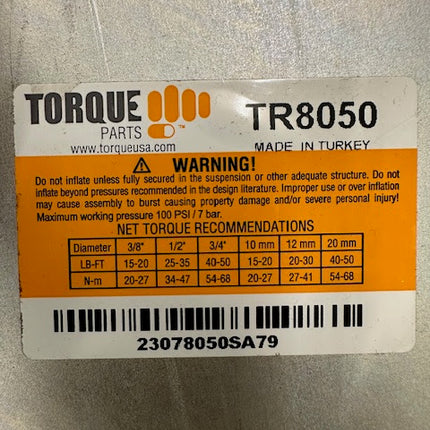 TORQUE
PARTS
TM
www.torqueusa.com
TR8050
MADE IN TURKEY
WARNING!
Do not inflate unless fully secured in the suspension or other adequate structure. Do not
inflate beyond pressures recommended in the design literature. Improper use or over inflation
may cause assembly to burst causing property damage and/or severe personal injury!
Maximum working pressure 100 PSI / 7 bar.
NET TORQUE RECOMMENDATIONS
Diameter 3/8" 1/2" 3/4" 10 mm 12 mm 20 mm
LB-FT 15-20 25-35 40-50 15-20 20-30 40-50
N-m 20-27 34-47 54-68 20-27 27-41 54-68
23078050SA79